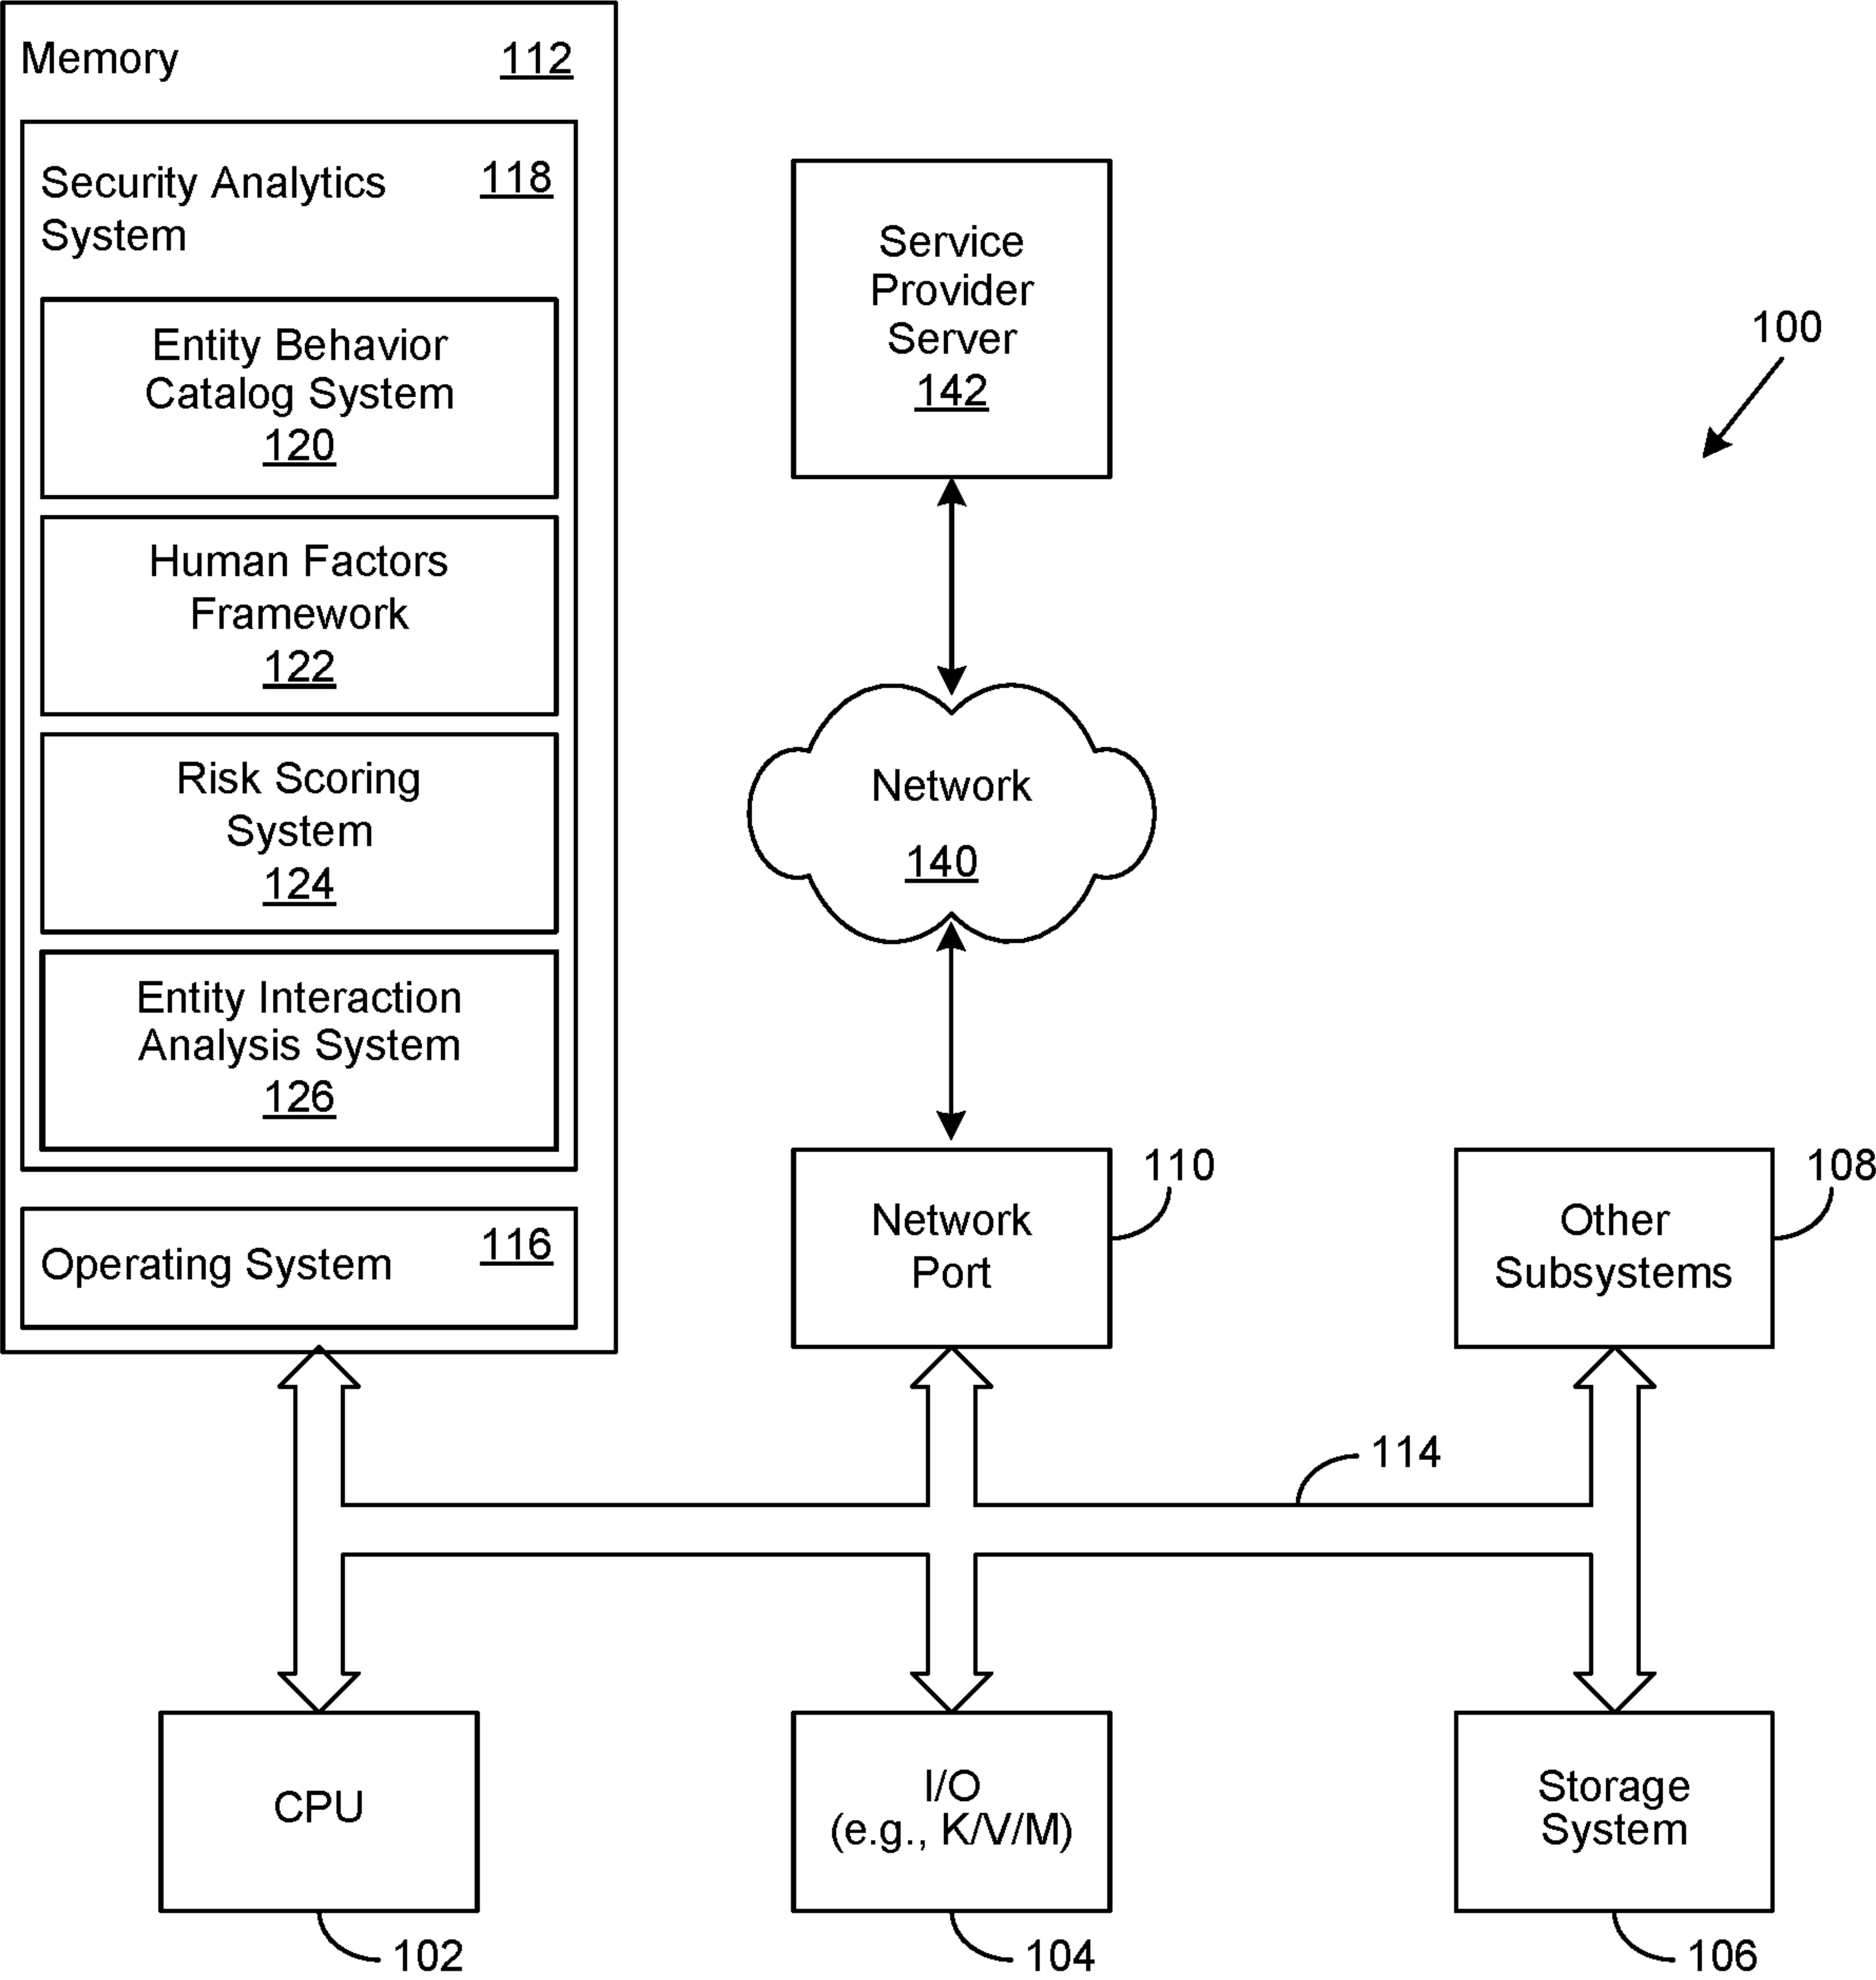 Memory 112
Security Analytics 118
System
Entity Behavior
Catalog System
120
Human Factors
Framework
122
Risk Scoring
System
124
Entity Interaction
Analysis System
126
Operating System 116
Service
Provider
Server
142
100
Network
140
Network
Port
110
Other
Subsystems
108
114
CPU
102
I/O
(e.g., K/V/M)
104
Storage
System
106